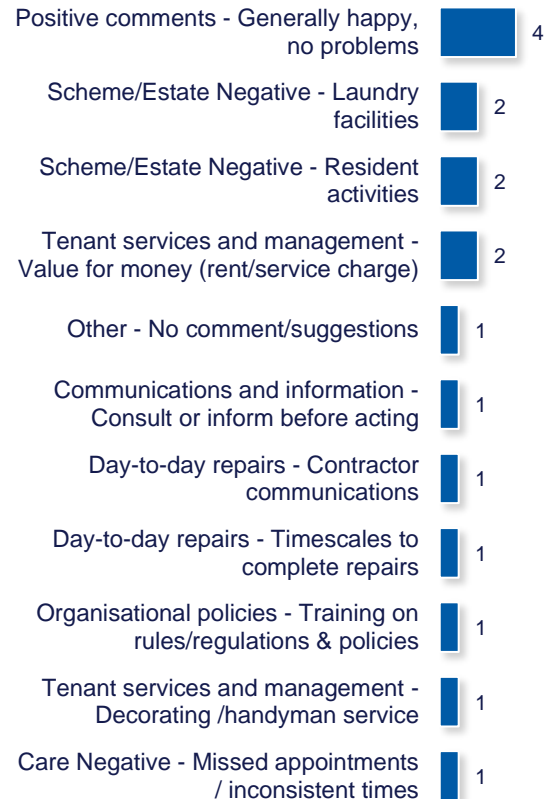 Positive comments - Generally happy,
no problems
4
Scheme/Estate Negative - Laundry
facilities
2
Scheme/Estate Negative - Resident
activities
2
Tenant services and management -
Value for money (rent/service charge)
2
Other - No comment/suggestions
1
Communications and information -
Consult or inform before acting
1
Day-to-day repairs - Contractor
communications
1
Day-to-day repairs - Timescales to
complete repairs
1
Organisational policies - Training on
rules/regulations & policies
1
Tenant services and management -
Decorating /handyman service
1
Care Negative - Missed appointments
/ inconsistent times
1